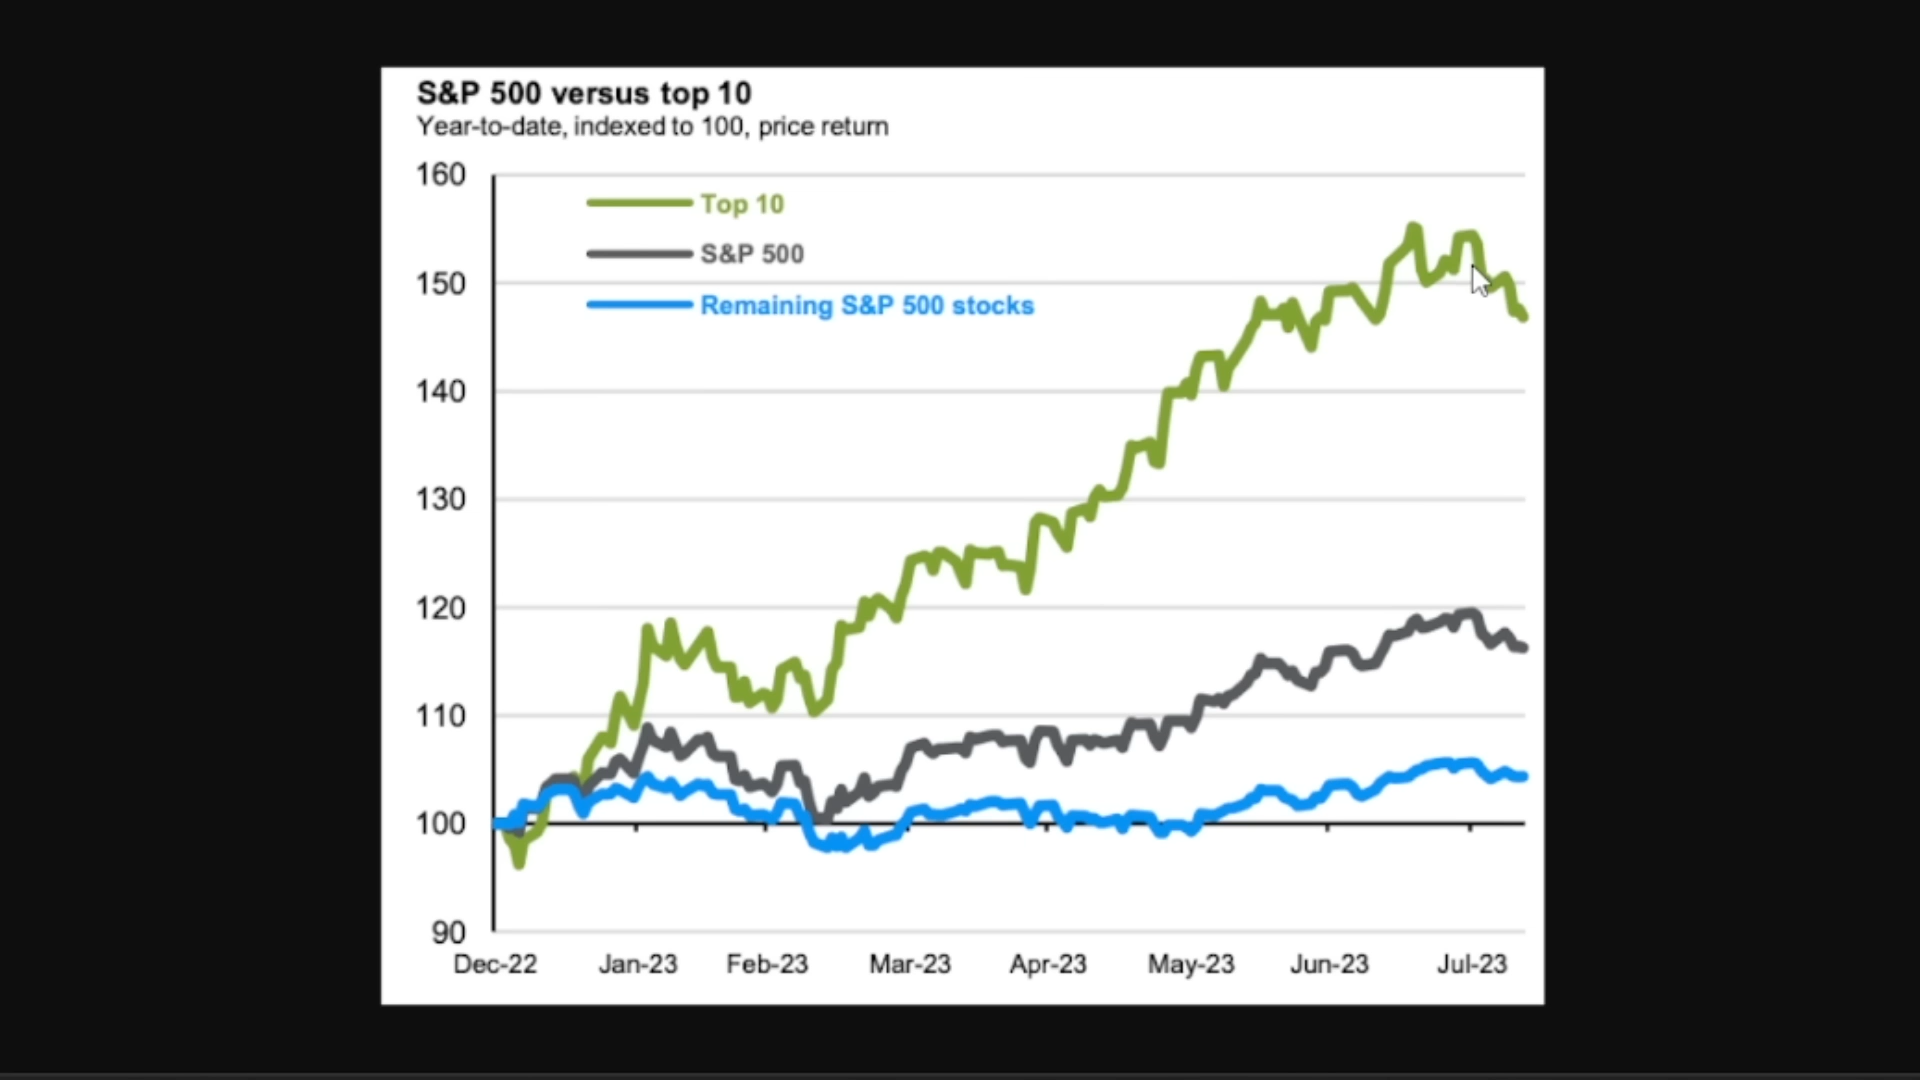 S&P 500 versus top 10
Year-to-date, indexed to 100, price return
160
Top 10
S&P 500
150
Remaining S&P 500 stocks
140
130
120
110
100
90
Dec-22 Jan-23 Feb-23 Mar-23 Apr-23 May-23 Jun-23 Jul-23